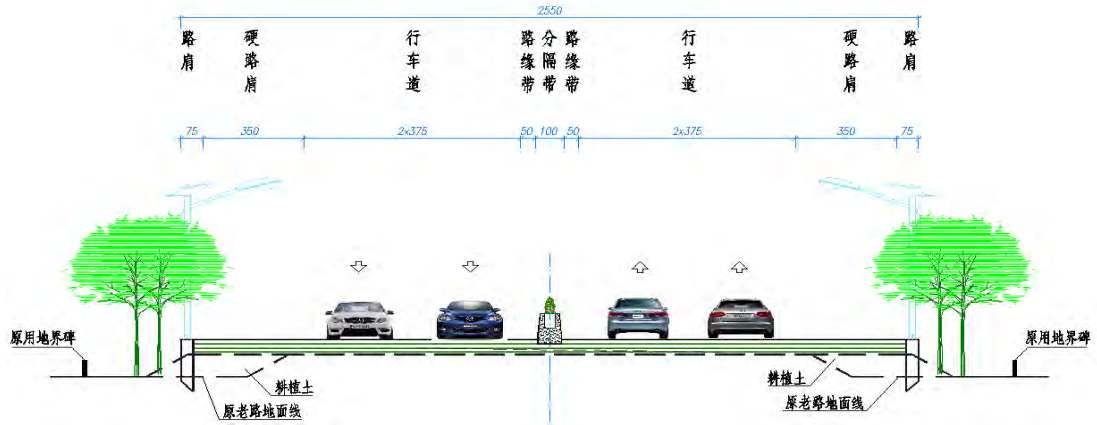 2550
路肩
硬路肩
行车道
路缘带
分隔带
路缘带
行车道
硬路肩
路肩
75
350
2x375
50
100
50
2x375
350
75
原用地界碑
原用地界碑
耕植土
耕植土
原老路地面线
原老路地面线